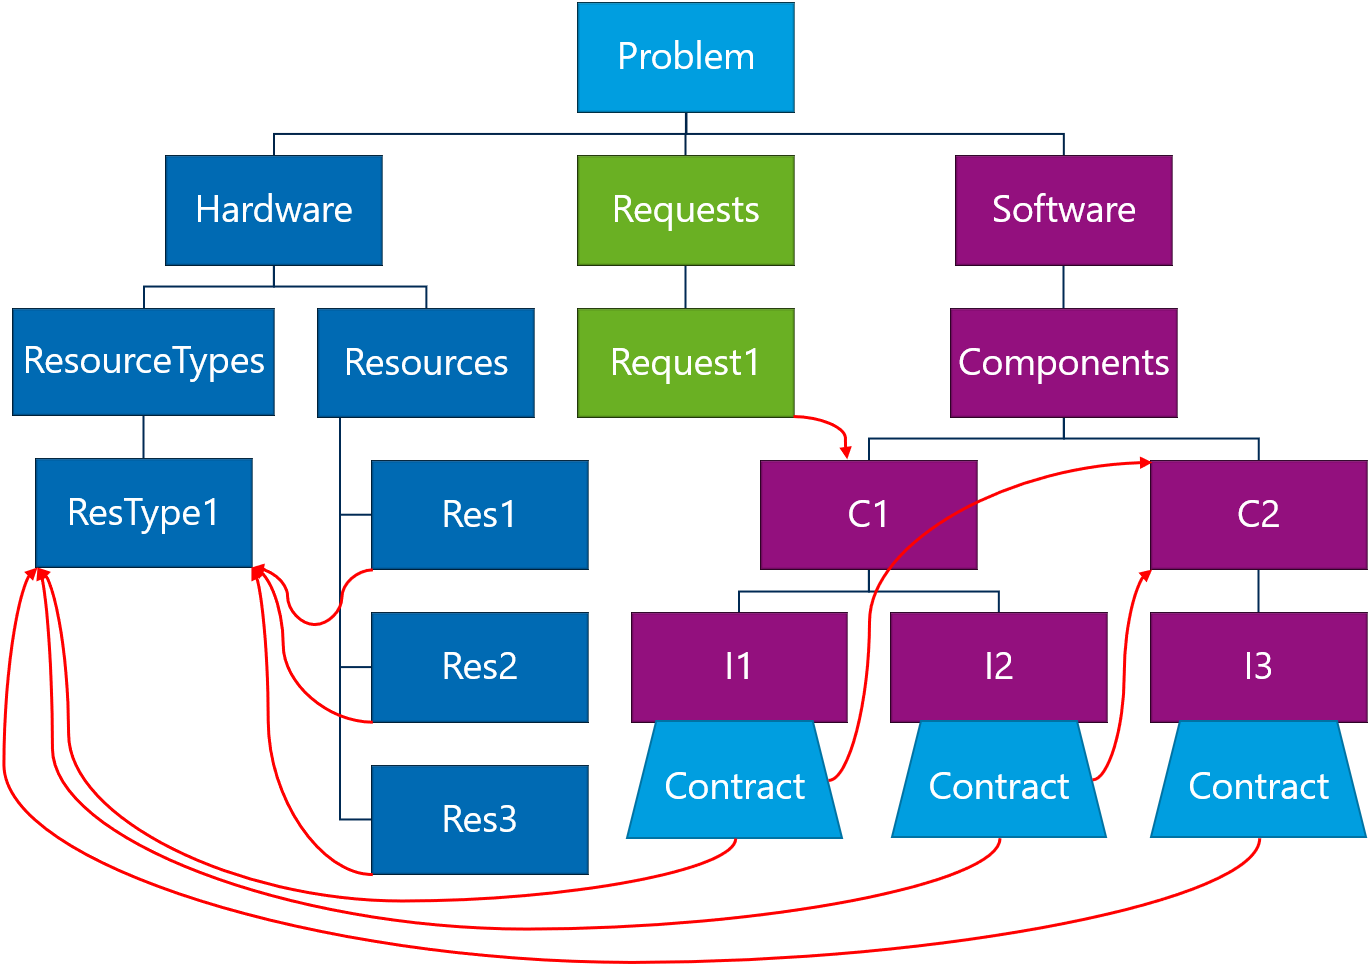 Problem
Hardware
Requests
Software
ResourceTypes
Resources
Request1
Components
ResType1
Res1
C1
C2
Res2
I1
I2
I3
Contract
Contract
Contract
Res3